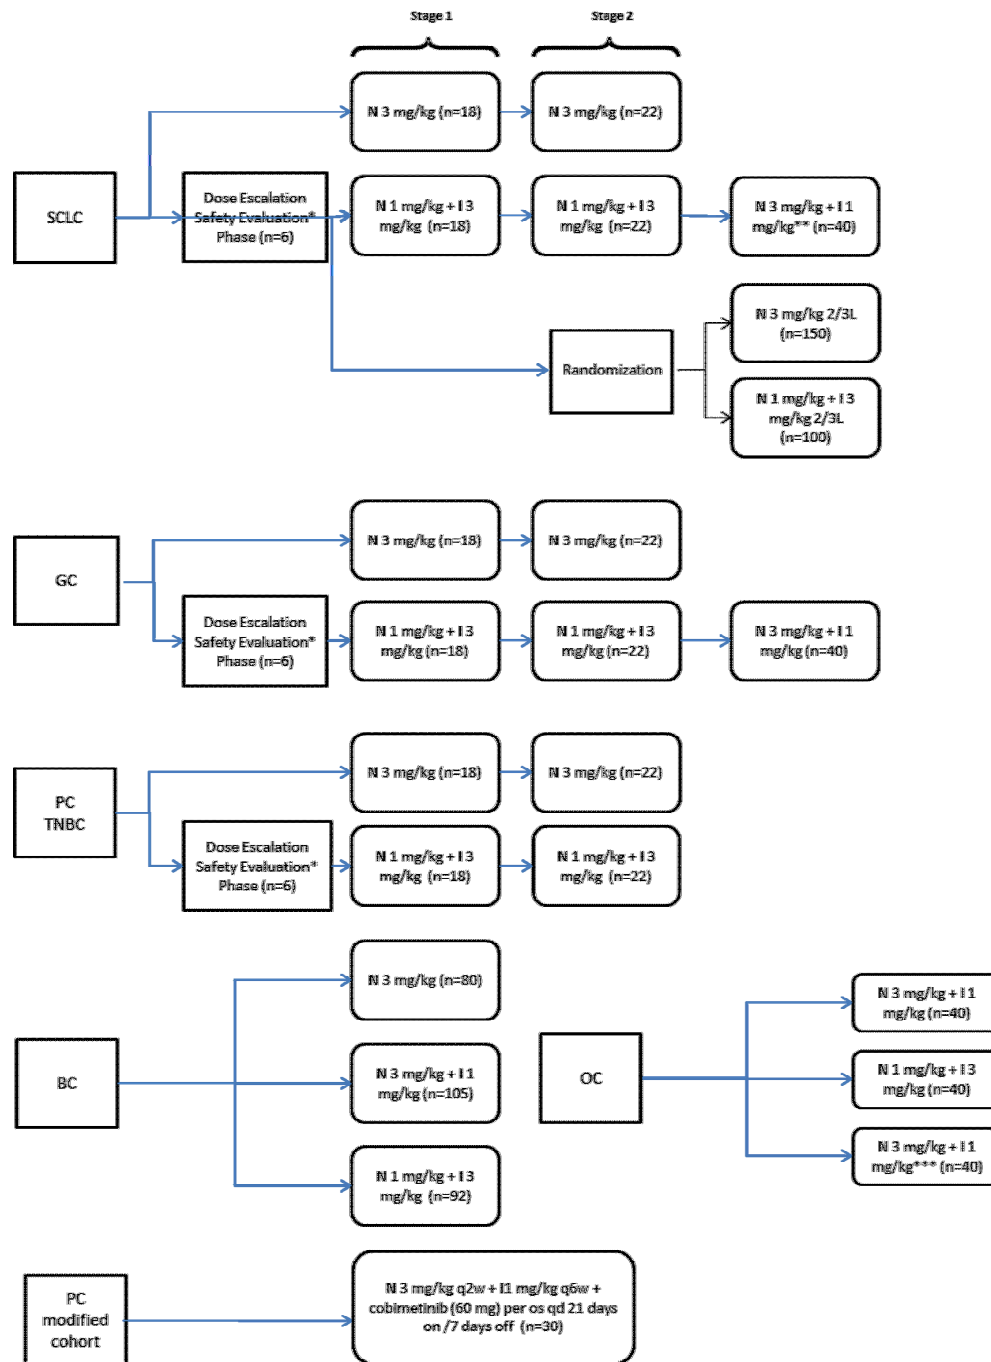 Stage 1
Stage 2
N 3 mg/kg (n=18)
N 3 mg/kg (n=22)
SCLC
Dose Escalation
Safety Evaluation*
Phase (n=6)
N 1 mg/kg + I 3
mg/kg (n=18)
N 1 mg/kg + I 3
mg/kg (n=22)
N 3 mg/kg + I 1
mg/kg** (n=40)
Randomization
N 3 mg/kg 2/3L
(n=150)
N 1 mg/kg + I 3
mg/kg 2/3L
(n=100)
GC
N 3 mg/kg (n=18)
N 3 mg/kg (n=22)
Dose Escalation
Safety Evaluation*
Phase (n=6)
N 1 mg/kg + I 3
mg/kg (n=18)
N 1 mg/kg + I 3
mg/kg (n=22)
N 3 mg/kg + I 1
mg/kg (n=40)
PC
TNBC
N 3 mg/kg (n=18)
N 3 mg/kg (n=22)
Dose Escalation
Safety Evaluation*
Phase (n=6)
N 1 mg/kg + I 3
mg/kg (n=18)
N 1 mg/kg + I 3
mg/kg (n=22)
BC
N 3 mg/kg (n=80)
N 3 mg/kg + I 1
mg/kg (n=105)
N 1 mg/kg + I 3
mg/kg (n=92)
OC
N 3 mg/kg + I 1
mg/kg (n=40)
N 1 mg/kg + I 3
mg/kg (n=40)
N 3 mg/kg + I 1
mg/kg*** (n=40)
PC
modified
cohort
N 3 mg/kg q2w + I1 mg/kg q6w +
cobimetinib (60 mg) per os qd 21 days
on /7 days off (n=30)